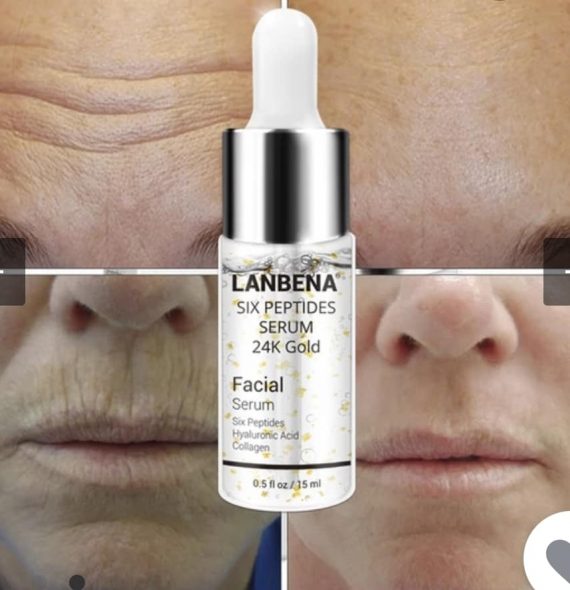 LANBENA®
SIX PEPTIDES
SERUM
24K Gold
Facial
Serum
Six Peptides
Hyaluronic Acid
Collagen
0.5 fl oz / 15 ml